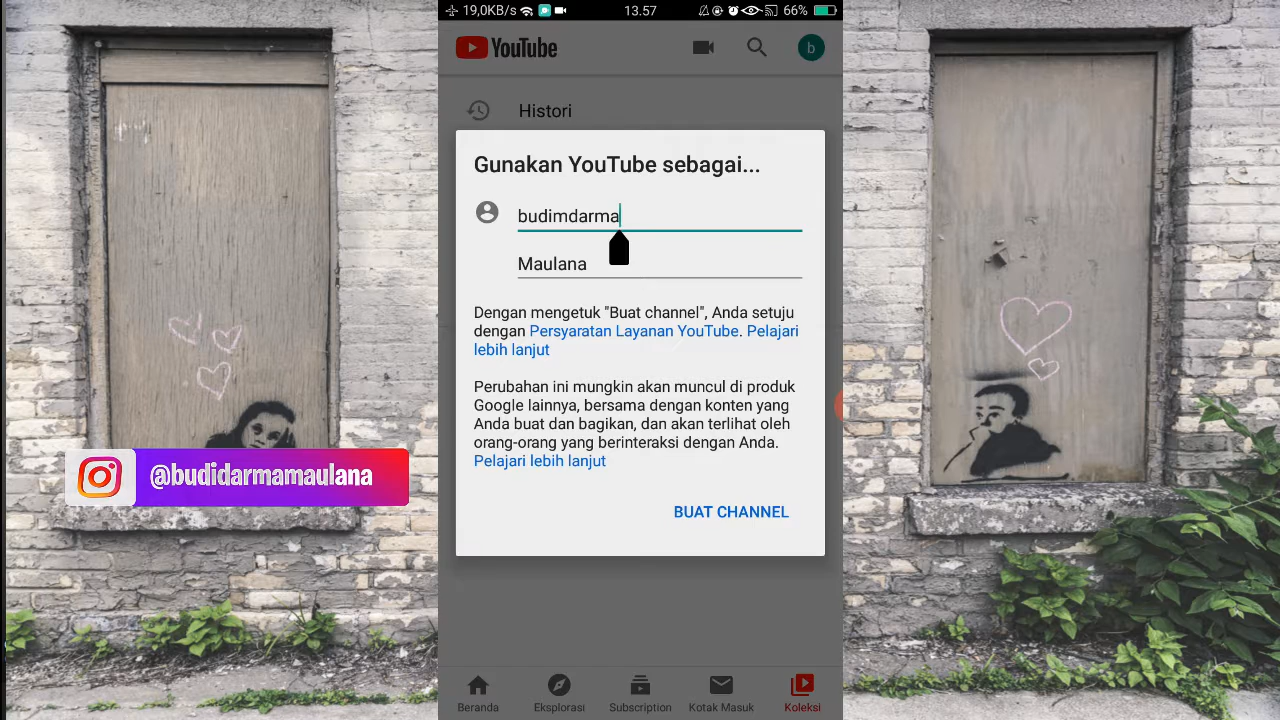 19,0KB/s
13.57
66%
YouTube
b
Histori
Gunakan YouTube sebagai...
budimdarma
Maulana
Dengan mengetuk "Buat channel", Anda setuju
dengan Persyaratan Layanan YouTube. Pelajari
lebih lanjut
Perubahan ini mungkin akan muncul di produk
Google lainnya, bersama dengan konten yang
Anda buat dan bagikan, dan akan terlihat oleh
orang-orang yang berinteraksi dengan Anda.
Pelajari lebih lanjut
BUAT CHANNEL
@budidarmamaulana
Beranda
Eksplorasi
Subscription
Kotak Masuk
Koleksi